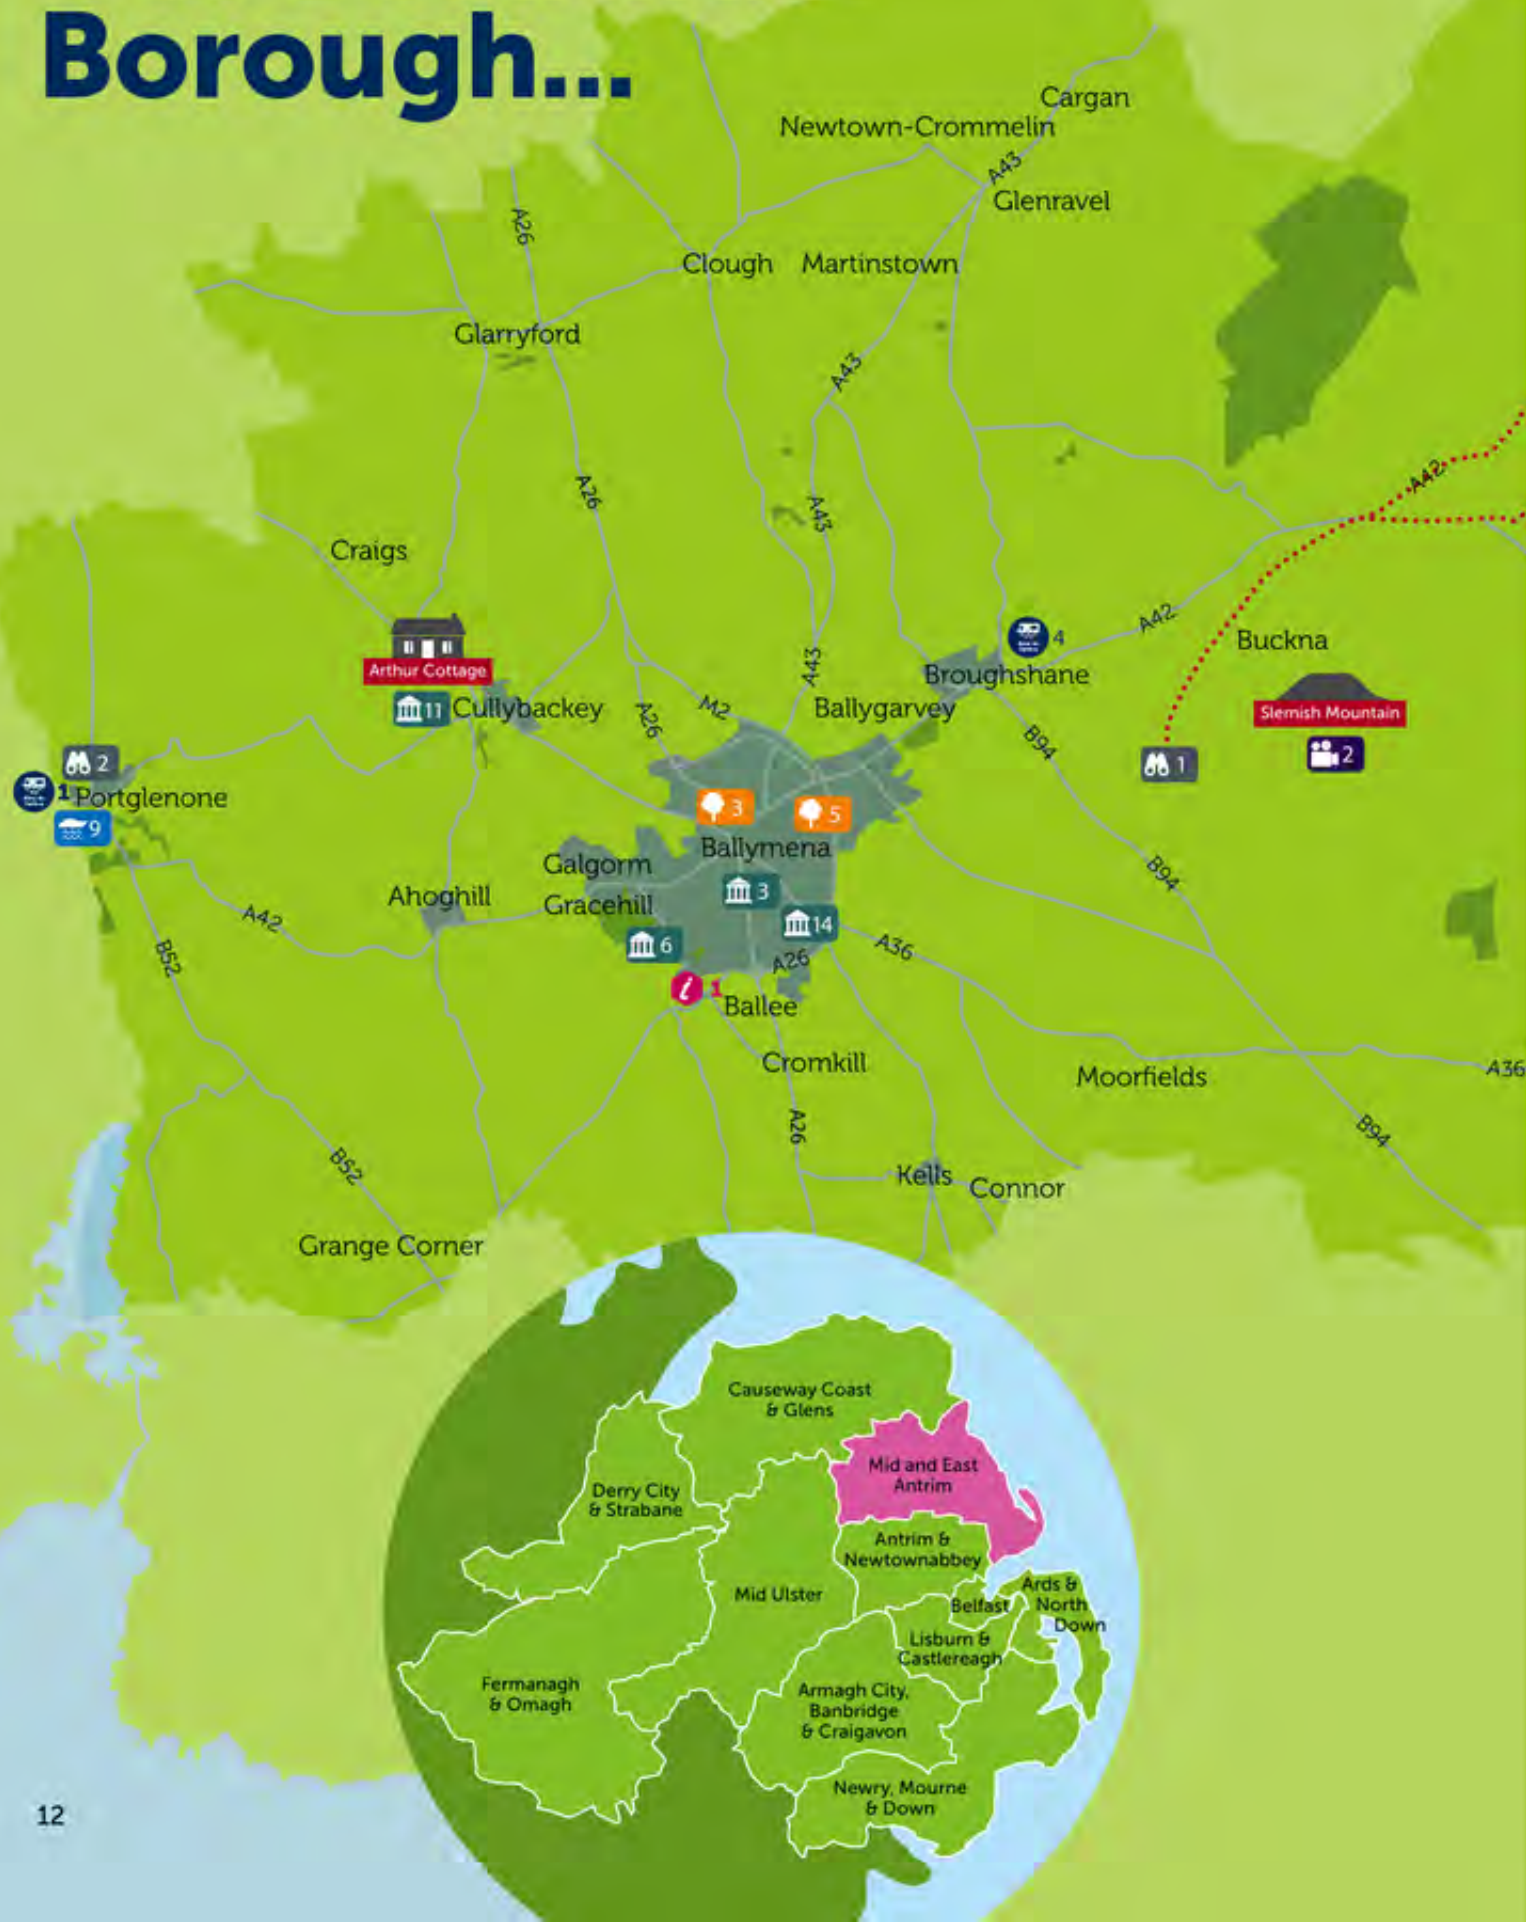 Borough...
Cargan
Newtown-Crommelin
A43
Glenravel
A26
Clough
Martinstown
Glarryford
A43
A26
A42
A43
Craigs
A42
4
Buckna
Arthur Cottage
A43
Broughshane
11
Cullybackey
A26
M2
Ballygarvey
Slemish Mountain
B94
2
1
2
1
Portglenone
3
5
9
Ballymena
Galgorm
B94
Ahoghill
3
Gracehill
A42
14
6
A36
B52
A26
1
Ballee
Cromkill
Moorfields
A36
A26
B94
B52
Kells
Connor
Grange Corner
Causeway Coast
& Glens
Mid and East
Antrim
Derry City
& Strabane
Antrim &
Newtownabbey
Mid Ulster
Ards &
North
Down
Belfast
Lisburn &
Castlereagh
Fermanagh
& Omagh
Armagh City,
Banbridge
& Craigavon
Newry, Mourne
& Down
12